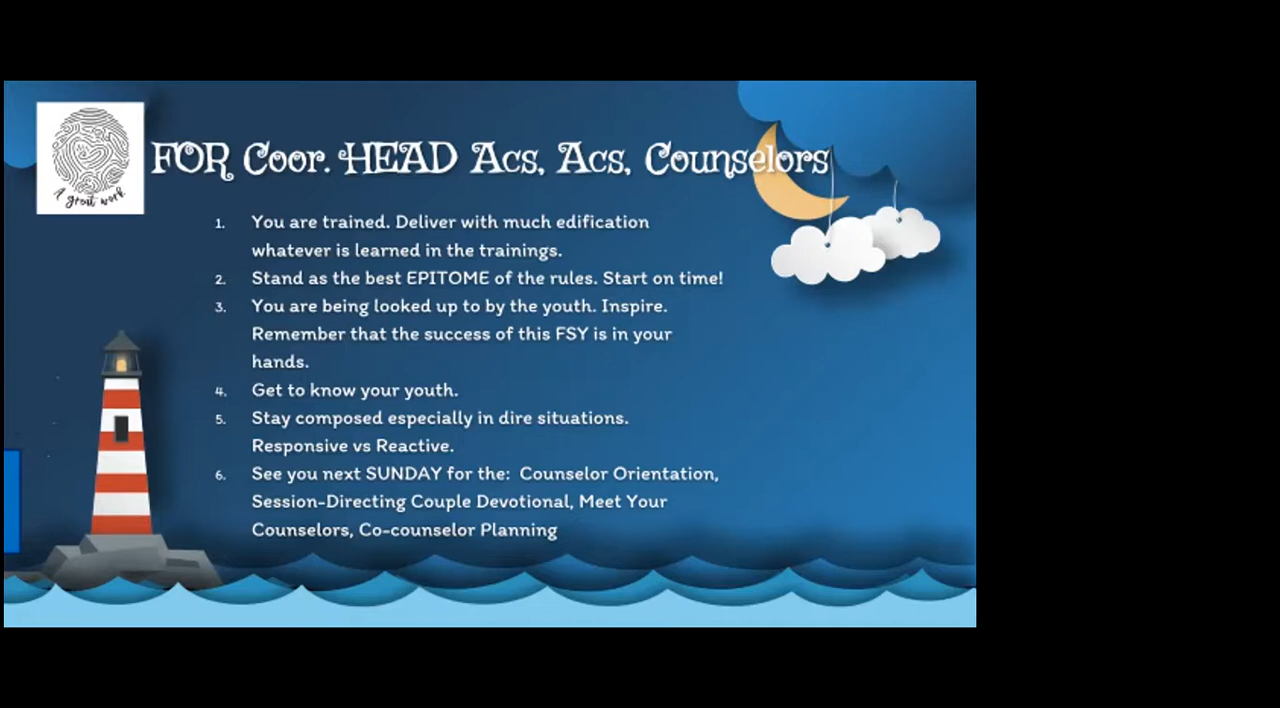 A great work
FOR Coor. HEAD Acs, Acs, Counselors
1. You are trained. Deliver with much edification
whatever is learned in the trainings.
2. Stand as the best EPITOME of the rules. Start on time!
3. You are being looked up to by the youth. Inspire.
Remember that the success of this FSY is in your
hands.
4. Get to know your youth.
5. Stay composed especially in dire situations.
Responsive vs Reactive.
6. See you next SUNDAY for the: Counselor Orientation,
Session-Directing Couple Devotional, Meet Your
Counselors, Co-counselor Planning